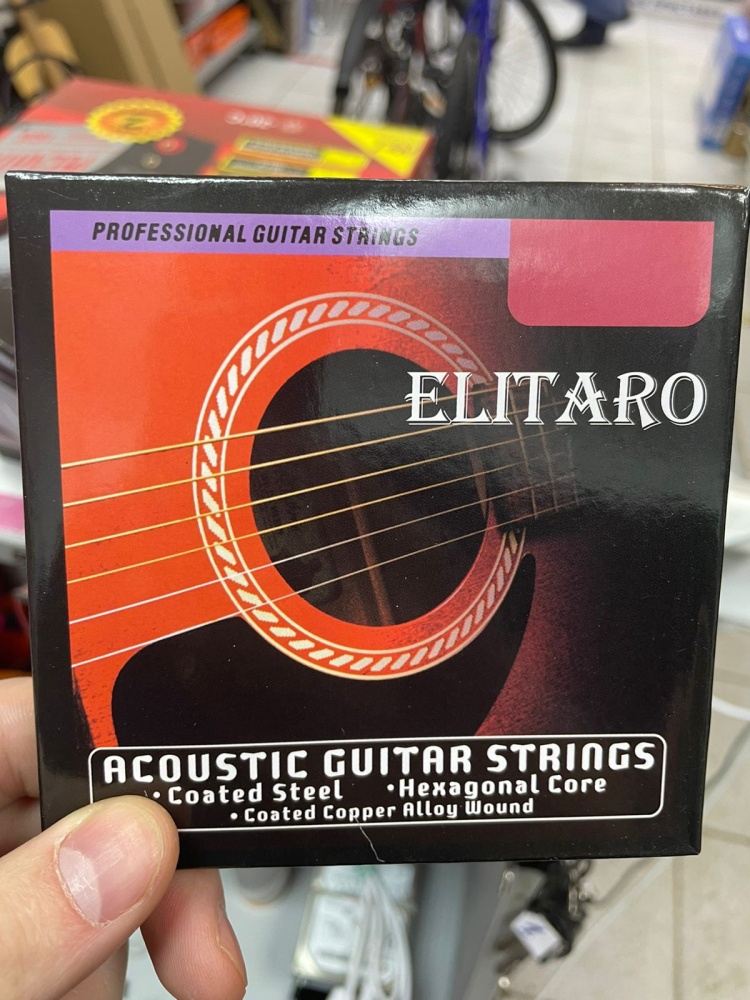 PROFESSIONAL GUITAR STRINGS
ELITARO
ACOUSTIC GUITAR STRINGS
• Coated Steel • Hexagonal Core
• Coated Copper Alloy Wound